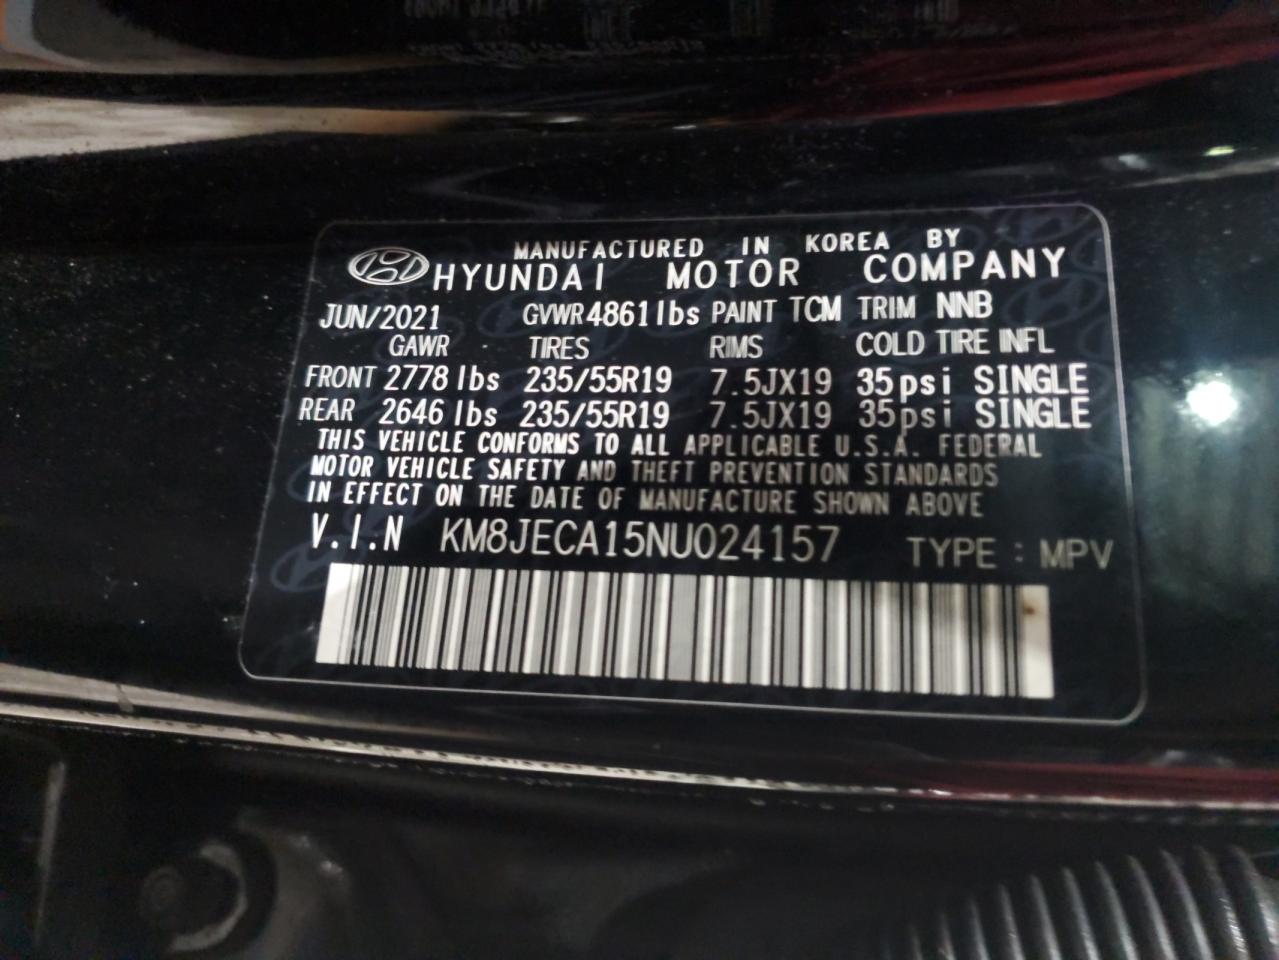 MANUFACTURED IN KOREA BY
HYUNDAI MOTOR COMPANY
JUN/2021 GVWR 4861lbs PAINT TCM TRIM NNB
GAWR TIRES RIMS COLD TIRE INFL
FRONT 2778 lbs 235/55R19 7.5JX19 35psi SINGLE
REAR 2646 lbs 235/55R19 7.5JX19 35psi SINGLE
THIS VEHICLE CONFORMS TO ALL APPLICABLE U.S.A. FEDERAL
MOTOR VEHICLE SAFETY AND THEFT PREVENTION STANDARDS
IN EFFECT ON THE DATE OF MANUFACTURE SHOWN ABOVE
V.I.N KM8JECA15NU024157 TYPE : MPV